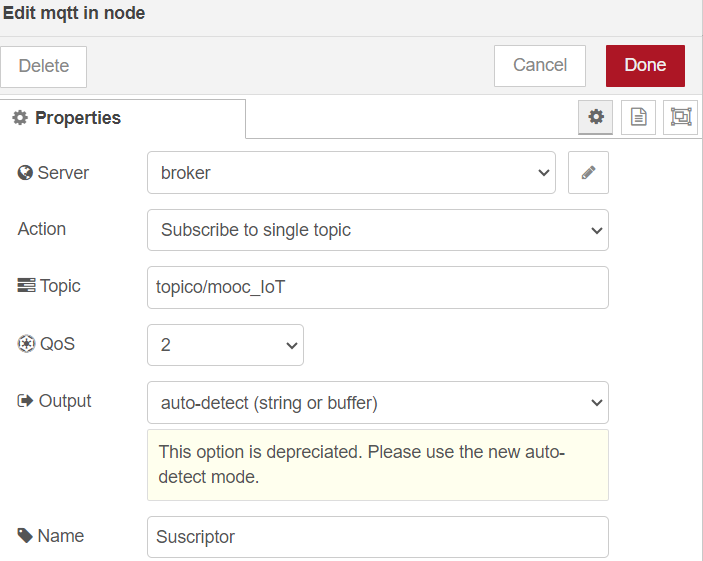 Edit mqtt in node
Delete
Cancel
Done
Properties
Server
broker
Action
Subscribe to single topic
Topic
topico/mooc_IoT
QoS
2
Output
auto-detect (string or buffer)
This option is depreciated. Please use the new auto-
detect mode.
Name
Suscriptor